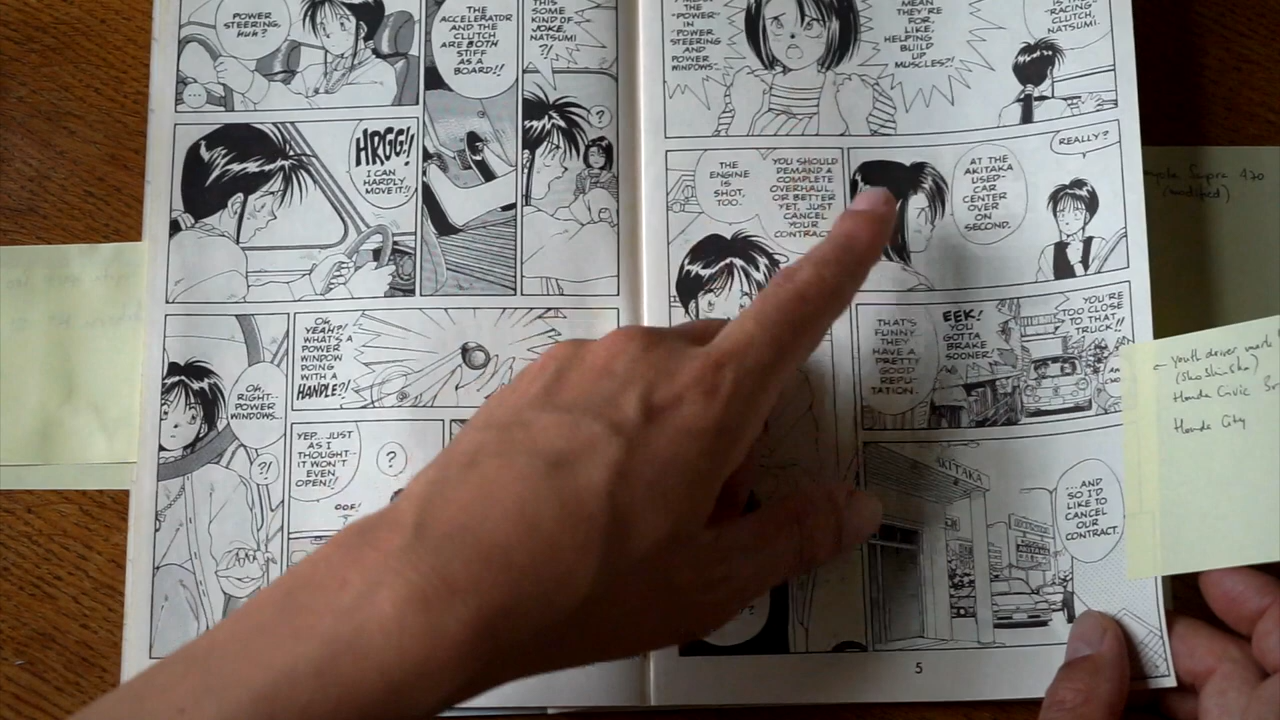 POWER
STEERING,
HUH?
THE
ACCELERATOR
AND THE
CLUTCH
ARE BOTH
STIFF
AS A
BOARD!!
THIS
SOME
KIND OF
JOKE,
NATSUMI
?!
?
HRGG!!
I CAN
HARDLY
MOVE IT!!
OH,
RIGHT-
POWER
WINDOWS...
?!
OH,
YEAH?!
WHAT'S A
POWER
WINDOW
DOING
WITH A
HANDLE?!
YEP...JUST
AS I
THOUGHT--
IT WON'T
EVEN
OPEN!!
?
OOF!
THE
"POWER"
IN
"POWER
STEERING
AND
POWER
WINDOWS"...
MEAN
THEY'RE
FOR,
LIKE,
HELPING
BUILD
UP
MUSCLES?!
"RACING"
CLUTCH,
NATSUMI.
THE
ENGINE
IS
SHOT,
TOO.
YOU SHOULD
DEMAND A
COMPLETE
OVERHAUL,
OR BETTER
YET, JUST
CANCEL
YOUR
CONTRACT.
AT THE
AKITAKA
USED-
CAR
CENTER
OVER
ON
SECOND.
REALLY?
THAT'S
FUNNY...
THEY
HAVE A
PRETTY
GOOD
REPU-
TATION.
EEK!
YOU
GOTTA
BRAKE
SOONER!
YOU'RE
TOO CLOSE
TO THAT
TRUCK!!
AKITAKA
AKITAKA
...AND
SO I'D
LIKE TO
CANCEL
OUR
CONTRACT.
5
Supra
(modified)
← youth driver mark
(shoshinsha)
Honda Civic
Honda City